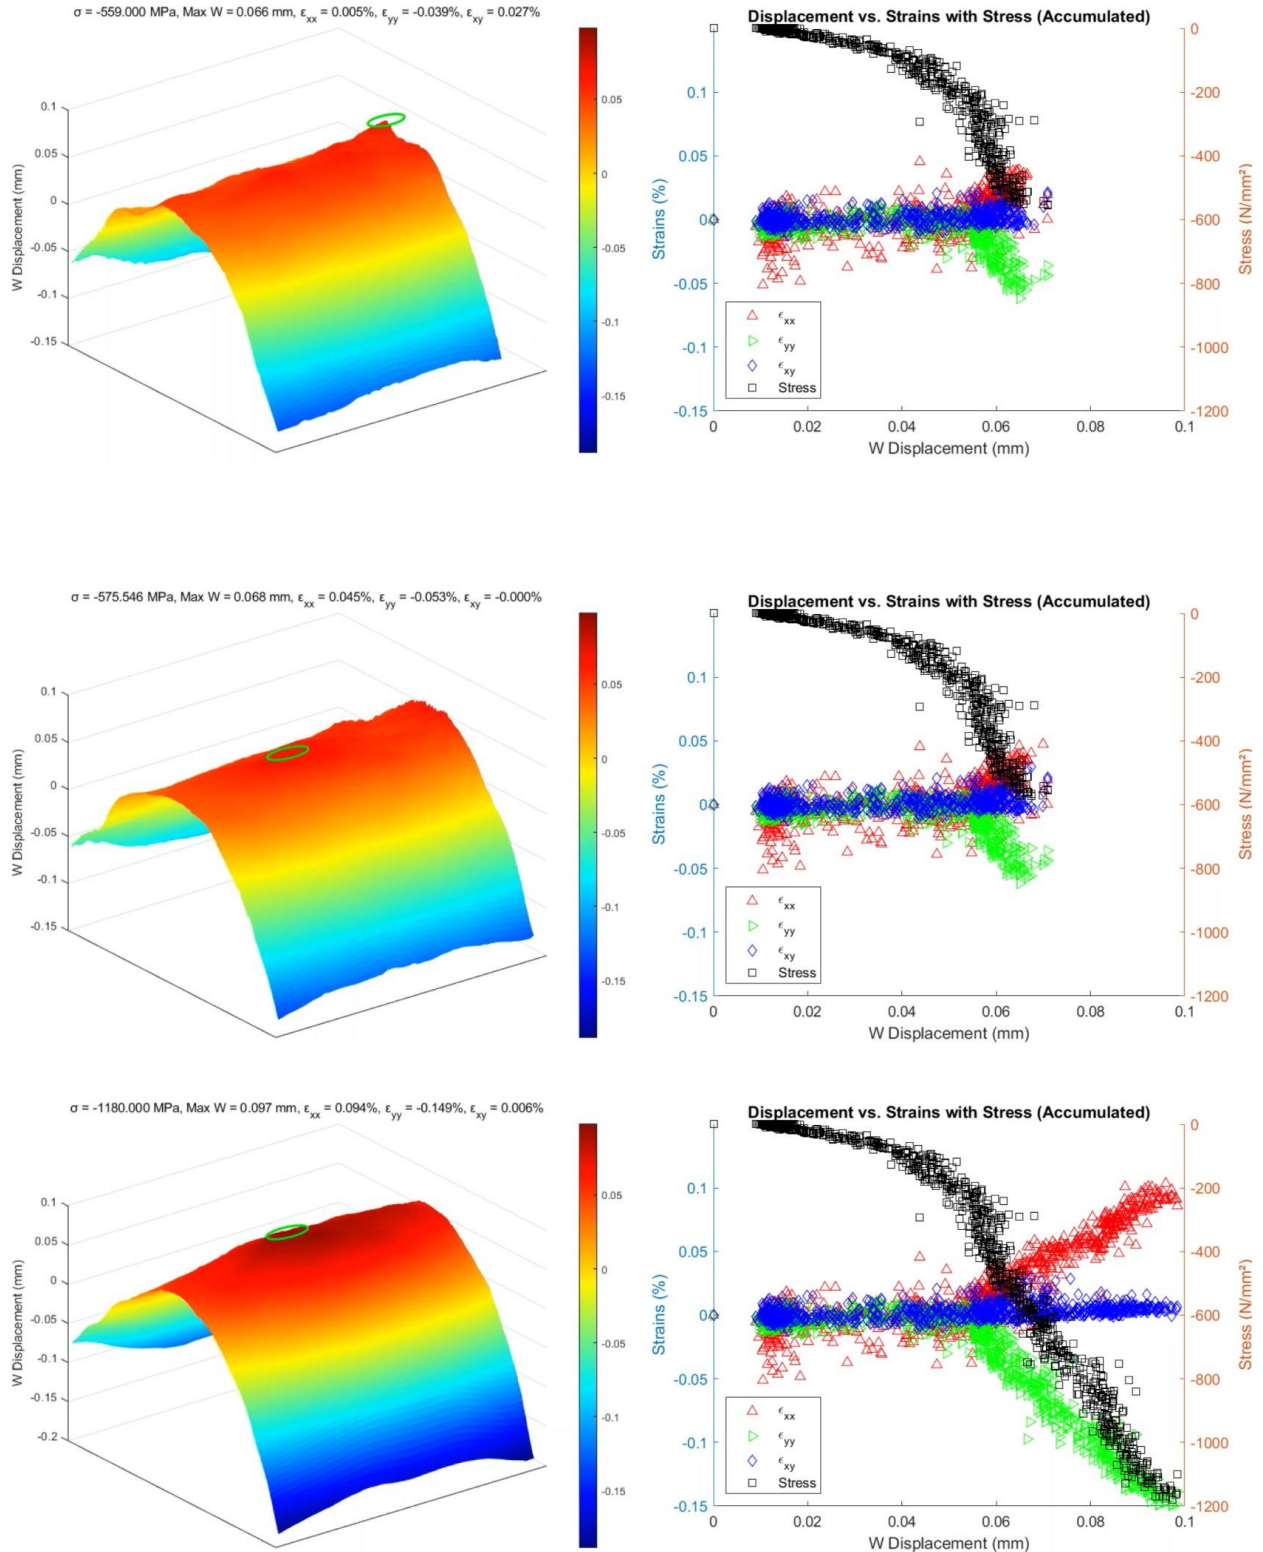 σ = -559.000 MPa, Max W = 0.066 mm, εxx = 0.005%, εyy = -0.039%, εxy = 0.027%
0.1
0.05
0
-0.05
-0.1
-0.15
W Displacement (mm)
0.05
0
-0.05
-0.1
-0.15
Displacement vs. Strains with Stress (Accumulated)
0.1
0.05
0
-0.05
-0.1
-0.15
Strains (%)
0
-200
-400
-600
-800
-1000
-1200
Stress (N/mm²)
ϵxx
ϵyy
ϵxy
Stress
0 0.02 0.04 0.06 0.08 0.1
W Displacement (mm)
σ = -575.546 MPa, Max W = 0.068 mm, εxx = 0.045%, εyy = -0.053%, εxy = -0.000%
0.1
0.05
0
-0.05
-0.1
-0.15
W Displacement (mm)
0.05
0
-0.05
-0.1
-0.15
Displacement vs. Strains with Stress (Accumulated)
0.1
0.05
0
-0.05
-0.1
-0.15
Strains (%)
0
-200
-400
-600
-800
-1000
-1200
Stress (N/mm²)
ϵxx
ϵyy
ϵxy
Stress
0 0.02 0.04 0.06 0.08 0.1
W Displacement (mm)
σ = -1180.000 MPa, Max W = 0.097 mm, εxx = 0.094%, εyy = -0.149%, εxy = 0.006%
0.1
0.05
0
-0.05
-0.1
-0.15
-0.2
W Displacement (mm)
0.05
0
-0.05
-0.1
-0.15
Displacement vs. Strains with Stress (Accumulated)
0.1
0.05
0
-0.05
-0.1
-0.15
Strains (%)
0
-200
-400
-600
-800
-1000
-1200
Stress (N/mm²)
ϵxx
ϵyy
ϵxy
Stress
0 0.02 0.04 0.06 0.08 0.1
W Displacement (mm)